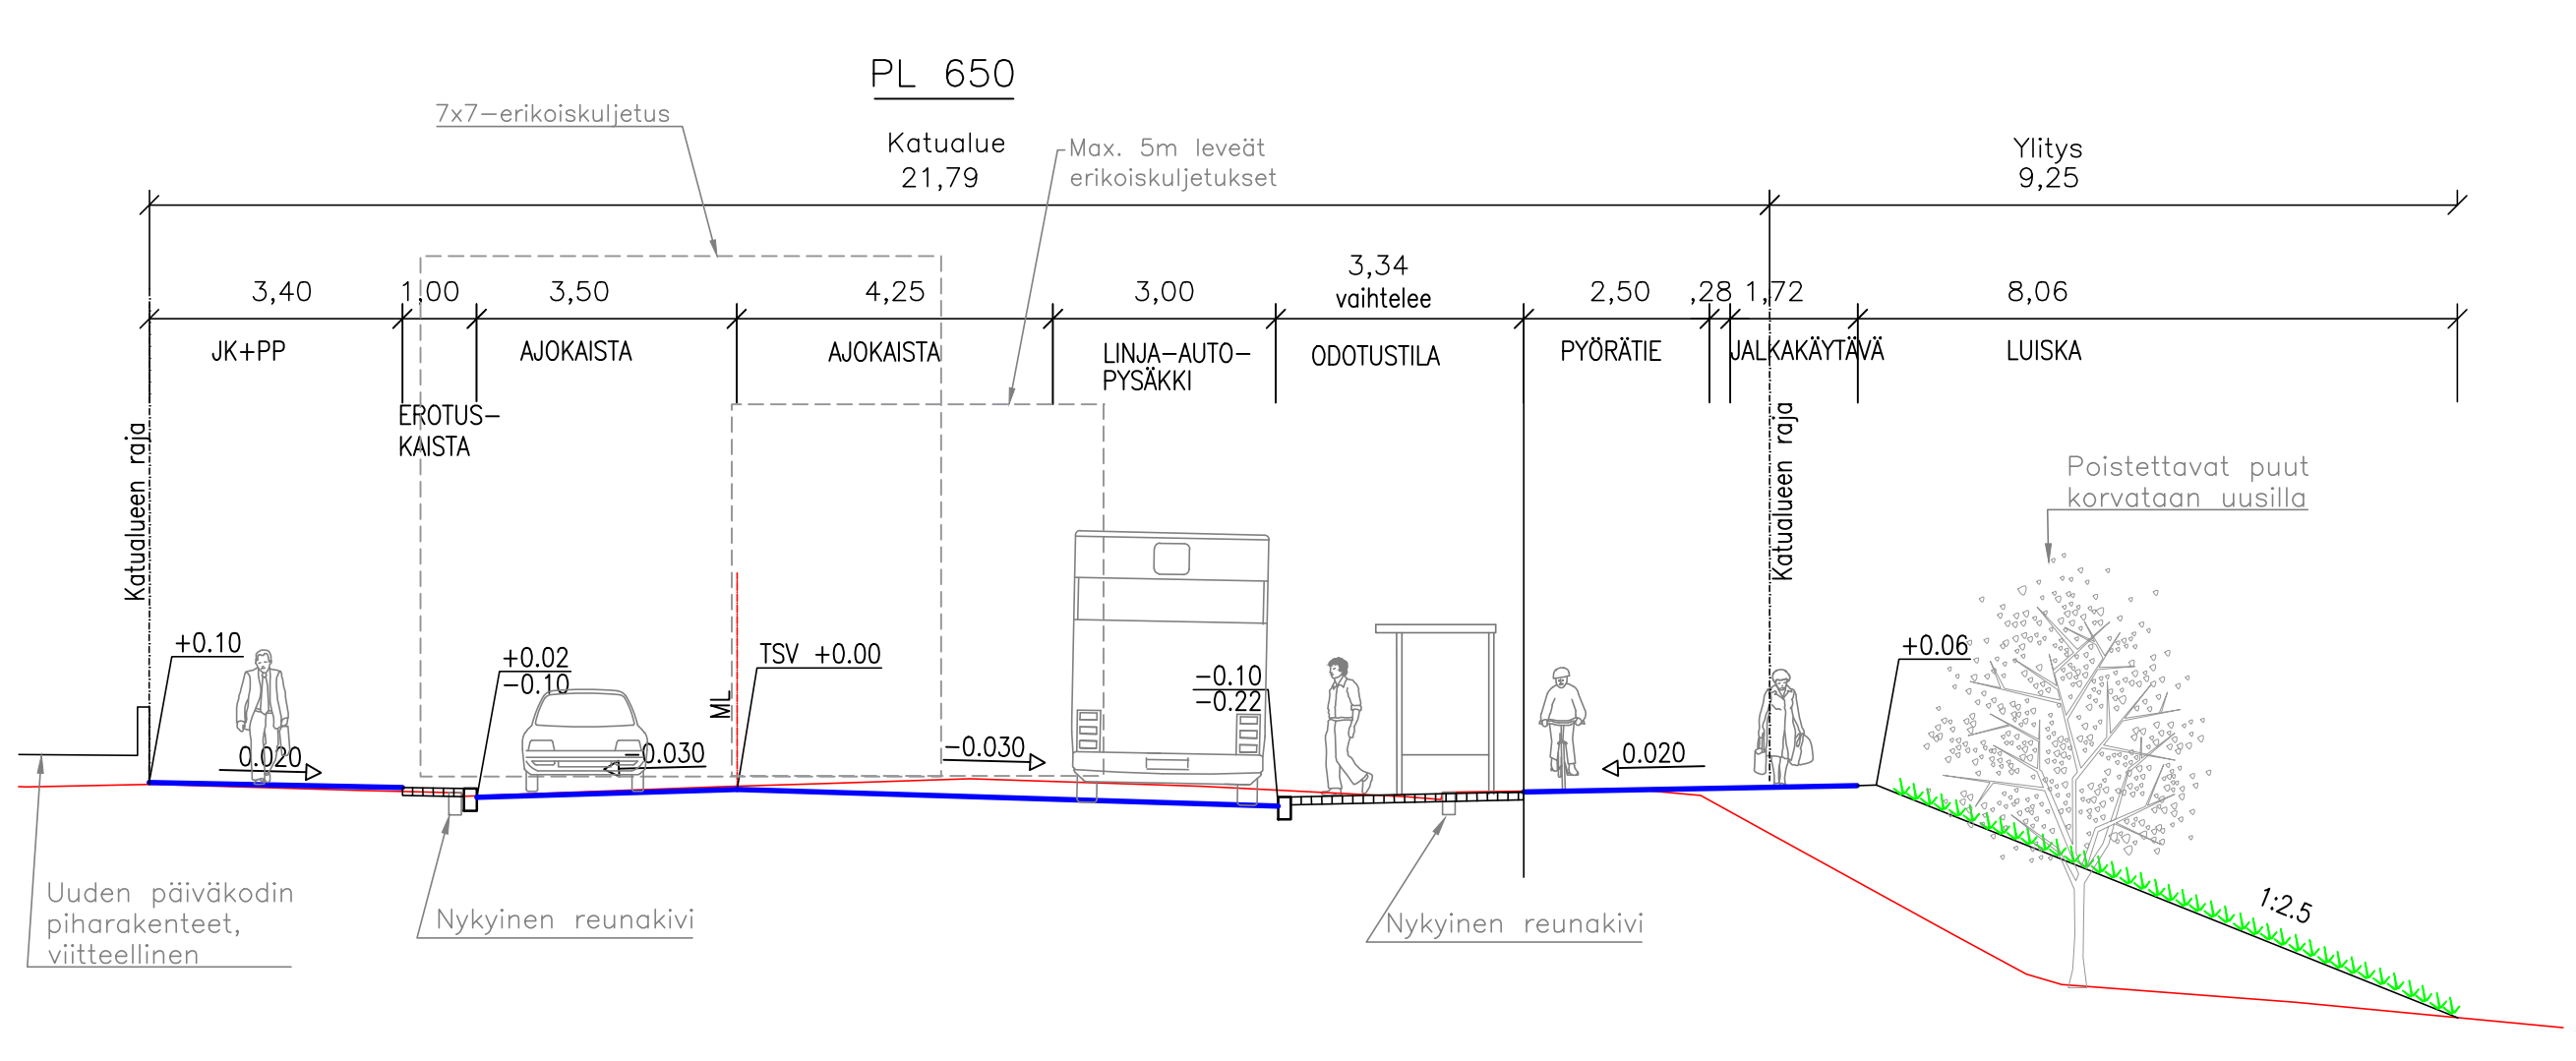 PL 650
7x7-erikoiskuljetus
Katualue
21,79
Max. 5m leveät
erikoiskuljetukset
Ylitys
9,25
3,40
1,00
3,50
4,25
3,00
3,34
vaihtelee
2,50
,28
1,72
8,06
JK+PP
EROTUS-
KAISTA
AJOKAISTA
AJOKAISTA
LINJA-AUTO-
PYSÄKKI
ODOTUSTILA
PYÖRÄTIE
JALKAKÄYTÄVÄ
LUISKA
Katualueen raja
Katualueen raja
Poistettavat puut
korvataan uusilla
+0.10
+0.02
-0.10
TSV +0.00
ML
-0.10
-0.22
+0.06
0.020
-0.030
-0.030
0.020
1:2.5
Uuden päiväkodin
piharakenteet,
viitteellinen
Nykyinen reunakivi
Nykyinen reunakivi